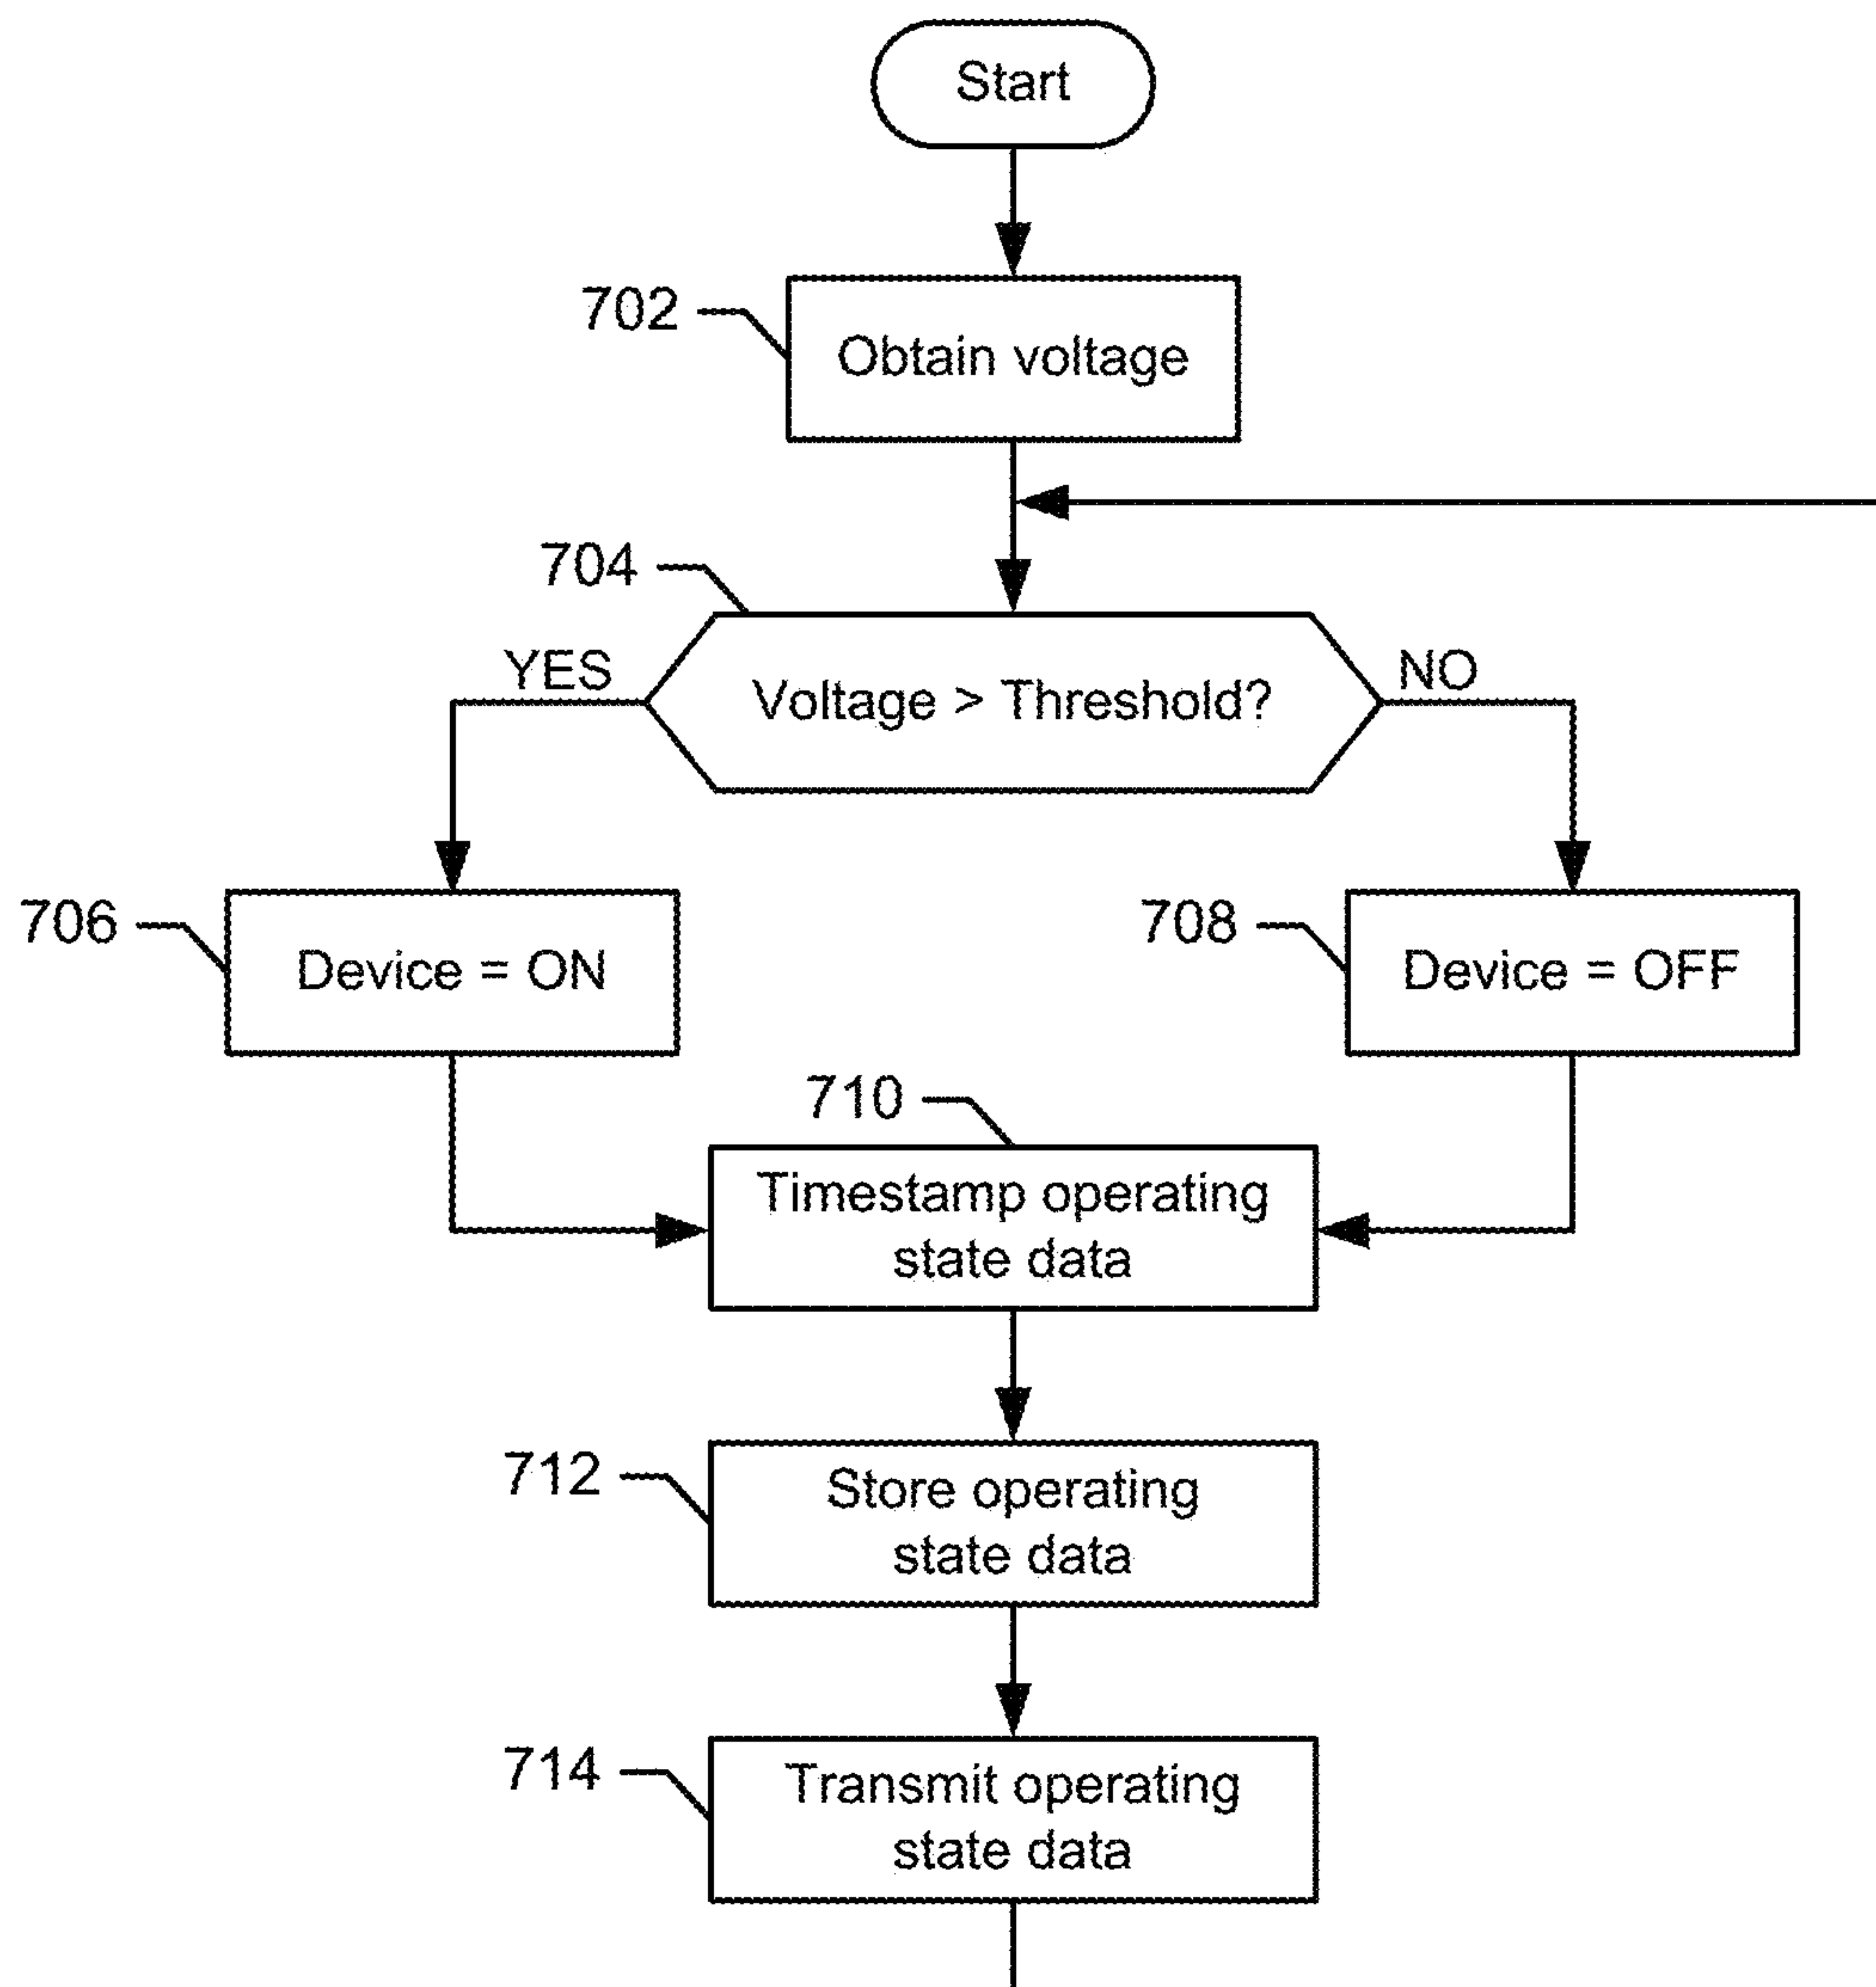 Start
702
Obtain voltage
704
YES
Voltage > Threshold?
NO
706
Device = ON
708
Device = OFF
710
Timestamp operating
state data
712
Store operating
state data
714
Transmit operating
state data